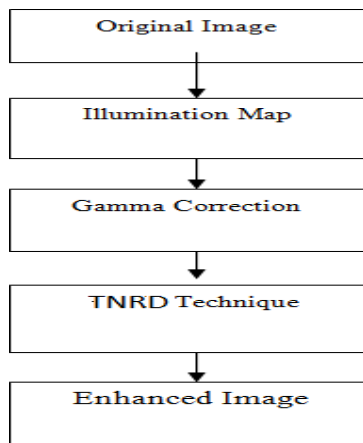 Original Image
Illumination Map
Gamma Correction
TNRD Technique
Enhanced Image